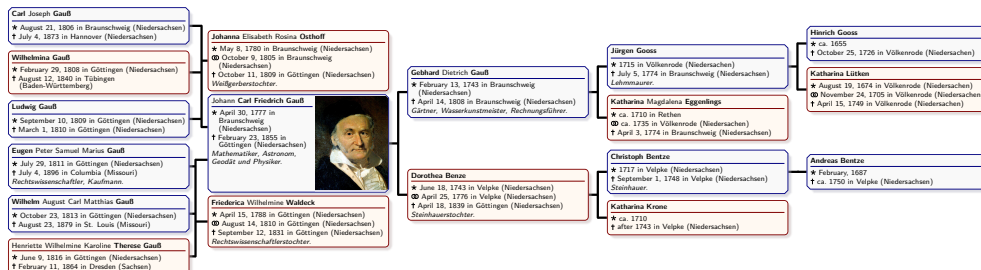 Carl Joseph Gauß
★ August 21, 1806 in Braunschweig (Niedersachsen)
† July 4, 1873 in Hannover (Niedersachsen)
Wilhelmina Gauß
★ February 29, 1808 in Göttingen (Niedersachsen)
† August 12, 1840 in Tübingen
(Baden-Württemberg)
Ludwig Gauß
★ September 10, 1809 in Göttingen (Niedersachsen)
† March 1, 1810 in Göttingen (Niedersachsen)
Eugen Peter Samuel Marius Gauß
★ July 29, 1811 in Göttingen (Niedersachsen)
† July 4, 1896 in Columbia (Missouri)
Rechtswissenschaftler, Kaufmann.
Wilhelm August Carl Matthias Gauß
★ October 23, 1813 in Göttingen (Niedersachsen)
† August 23, 1879 in St. Louis (Missouri)
Henriette Wilhelmine Karoline Therese Gauß
★ June 9, 1816 in Göttingen (Niedersachsen)
† February 11, 1864 in Dresden (Sachsen)
Johanna Elisabeth Rosina Osthoff
★ May 8, 1780 in Braunschweig (Niedersachsen)
⚭ October 9, 1805 in Braunschweig
(Niedersachsen)
† October 11, 1809 in Göttingen (Niedersachsen)
Weißgerberstochter.
Johann Carl Friedrich Gauß
★ April 30, 1777 in
Braunschweig
(Niedersachsen)
† February 23, 1855 in
Göttingen (Niedersachsen)
Mathematiker, Astronom,
Geodät und Physiker.
Friederica Wilhelmine Waldeck
★ April 15, 1788 in Göttingen (Niedersachsen)
⚭ August 14, 1810 in Göttingen (Niedersachsen)
† September 12, 1831 in Göttingen (Niedersachsen)
Rechtswissenschaftlerstochter.
Gebhard Dietrich Gauß
★ February 13, 1743 in Braunschweig
(Niedersachsen)
† April 14, 1808 in Braunschweig (Niedersachsen)
Gärtner, Wasserkunstmeister, Rechnungsführer.
Dorothea Benze
★ June 18, 1743 in Velpke (Niedersachsen)
⚭ April 25, 1776 in Velpke (Niedersachsen)
† April 18, 1839 in Göttingen (Niedersachsen)
Steinhauerstochter.
Jürgen Gooss
★ 1715 in Völkenrode (Niedersachsen)
† July 5, 1774 in Braunschweig (Niedersachsen)
Lehmmaurer.
Katharina Magdalena Eggenlings
★ ca. 1710 in Rethen
⚭ ca. 1735 in Völkenrode (Niedersachsen)
† April 3, 1774 in Braunschweig (Niedersachsen)
Christoph Bentze
★ 1717 in Velpke (Niedersachsen)
† September 1, 1748 in Velpke (Niedersachsen)
Steinhauer.
Katharina Krone
★ ca. 1710
† after 1743 in Velpke (Niedersachsen)
Hinrich Gooss
★ ca. 1655
† October 25, 1726 in Völkenrode (Niedersachsen)
Katharina Lütken
★ August 19, 1674 in Völkenrode (Niedersachsen)
⚭ November 24, 1705 in Völkenrode (Niedersachsen)
† April 15, 1749 in Völkenrode (Niedersachsen)
Andreas Bentze
★ February, 1687
† ca. 1750 in Velpke (Niedersachsen)